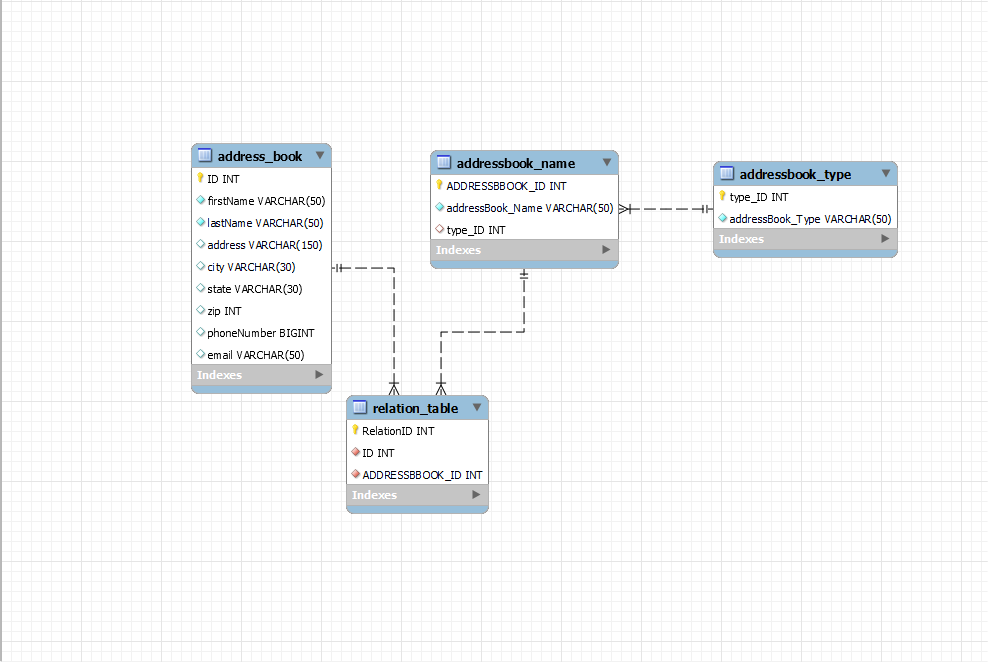 address_book
ID INT
firstName VARCHAR(50)
lastName VARCHAR(50)
address VARCHAR(150)
city VARCHAR(30)
state VARCHAR(30)
zip INT
phoneNumber BIGINT
email VARCHAR(50)
Indexes
addressbook_name
ADDRESSBBOOK_ID INT
addressBook_Name VARCHAR(50)
type_ID INT
Indexes
addressbook_type
type_ID INT
addressBook_Type VARCHAR(50)
Indexes
relation_table
RelationID INT
ID INT
ADDRESSBBOOK_ID INT
Indexes